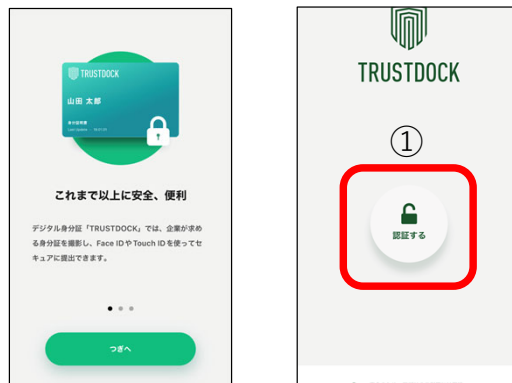 TRUSTDOCK
山田 太郎
これまで以上に安全、便利
デジタル身分証「TRUSTDOCK」では、企業が求め
る身分証を撮影し、Face IDやTouch IDを使ってセ
キュアに提出できます。
つぎへ
TRUSTDOCK
①
認証する